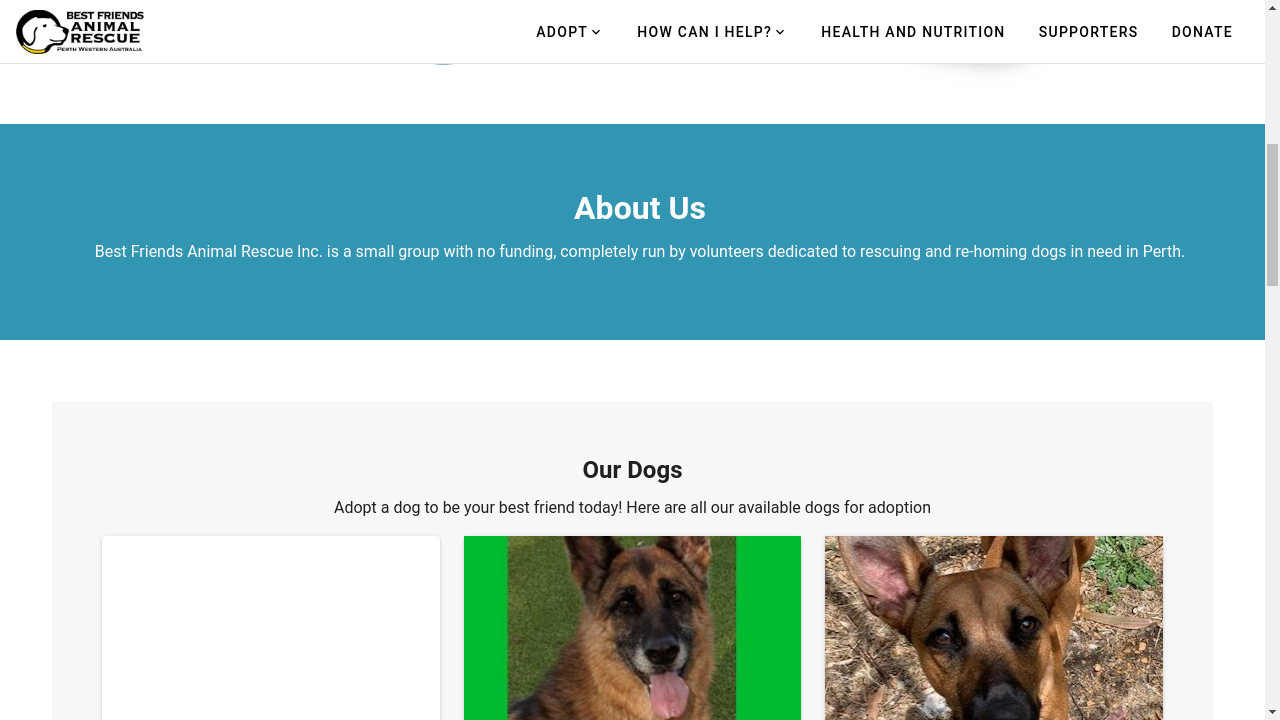 BEST FRIENDS
ANIMAL
RESCUE
PERTH WESTERN AUSTRALIA
ADOPT
HOW CAN I HELP?
HEALTH AND NUTRITION
SUPPORTERS
DONATE
About Us
Best Friends Animal Rescue Inc. is a small group with no funding, completely run by volunteers dedicated to rescuing and re-homing dogs in need in Perth.
Our Dogs
Adopt a dog to be your best friend today! Here are all our available dogs for adoption